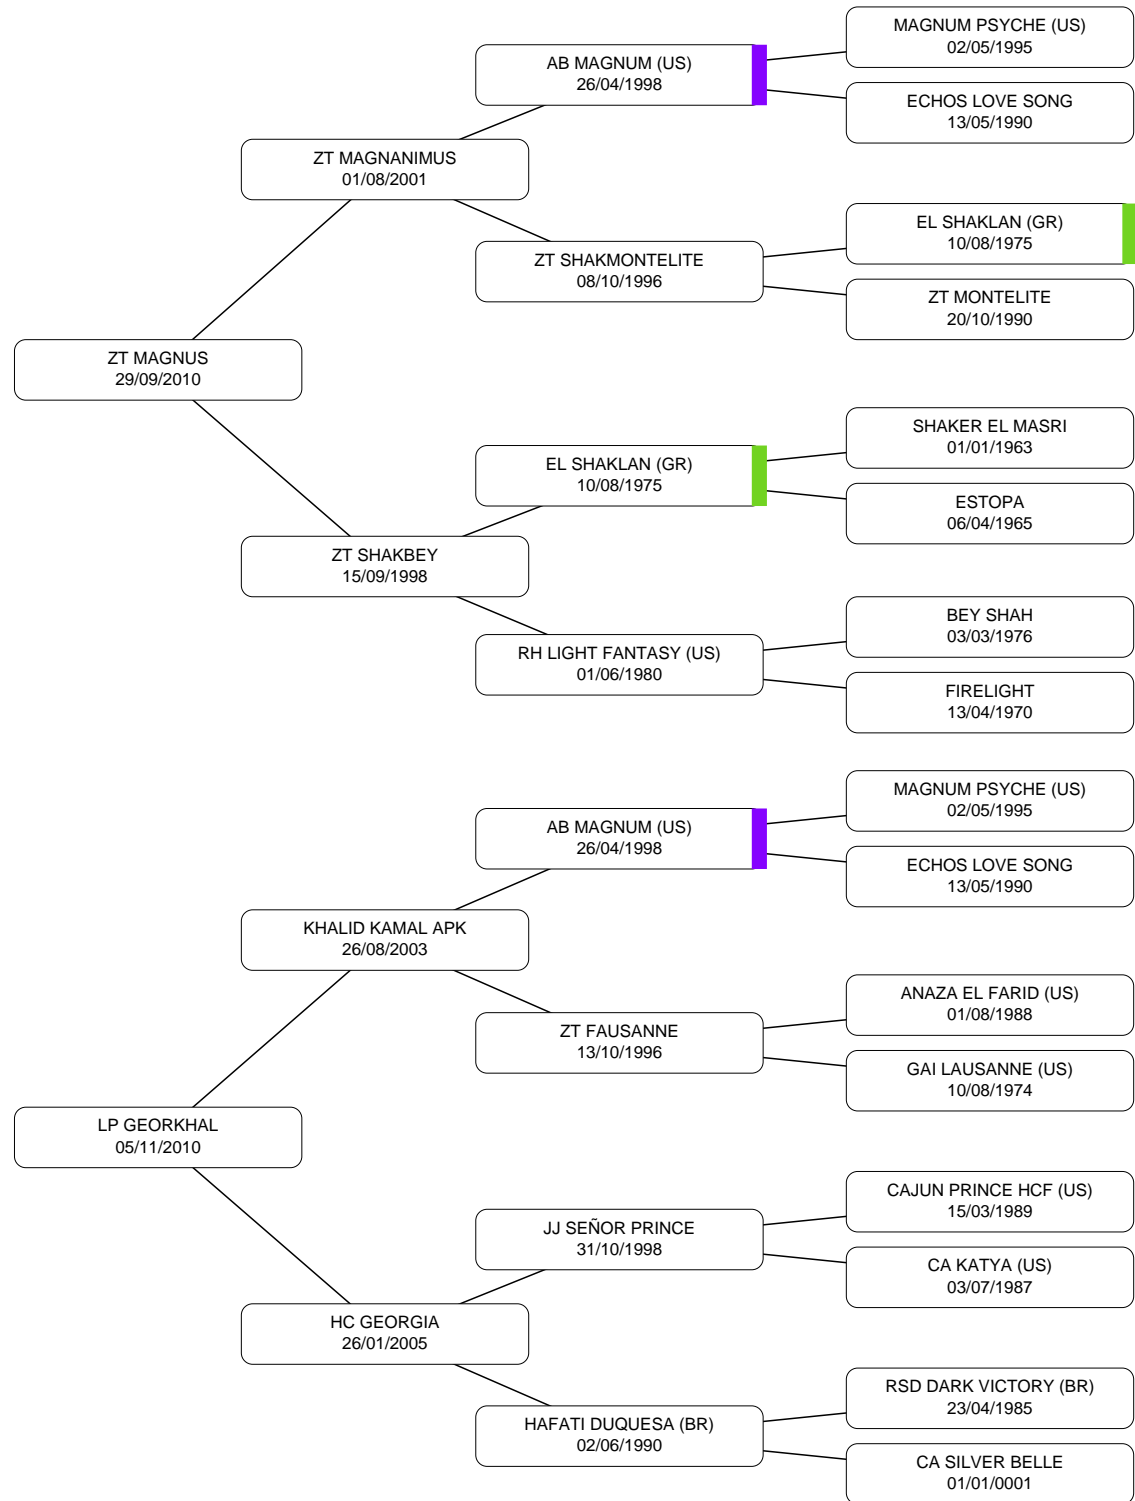 MAGNUM PSYCHE (US)
02/05/1995
AB MAGNUM (US)
26/04/1998
ECHOS LOVE SONG
13/05/1990
ZT MAGNANIMUS
01/08/2001
EL SHAKLAN (GR)
10/08/1975
ZT SHAKMONTELITE
08/10/1996
ZT MONTELITE
20/10/1990
ZT MAGNUS
29/09/2010
SHAKER EL MASRI
01/01/1963
EL SHAKLAN (GR)
10/08/1975
ESTOPA
06/04/1965
ZT SHAKBEY
15/09/1998
BEY SHAH
03/03/1976
RH LIGHT FANTASY (US)
01/06/1980
FIRELIGHT
13/04/1970
MAGNUM PSYCHE (US)
02/05/1995
AB MAGNUM (US)
26/04/1998
ECHOS LOVE SONG
13/05/1990
KHALID KAMAL APK
26/08/2003
ANAZA EL FARID (US)
01/08/1988
ZT FAUSANNE
13/10/1996
GAI LAUSANNE (US)
10/08/1974
LP GEORKHAL
05/11/2010
CAJUN PRINCE HCF (US)
15/03/1989
JJ SEÑOR PRINCE
31/10/1998
CA KATYA (US)
03/07/1987
HC GEORGIA
26/01/2005
RSD DARK VICTORY (BR)
23/04/1985
HAFATI DUQUESA (BR)
02/06/1990
CA SILVER BELLE
01/01/0001